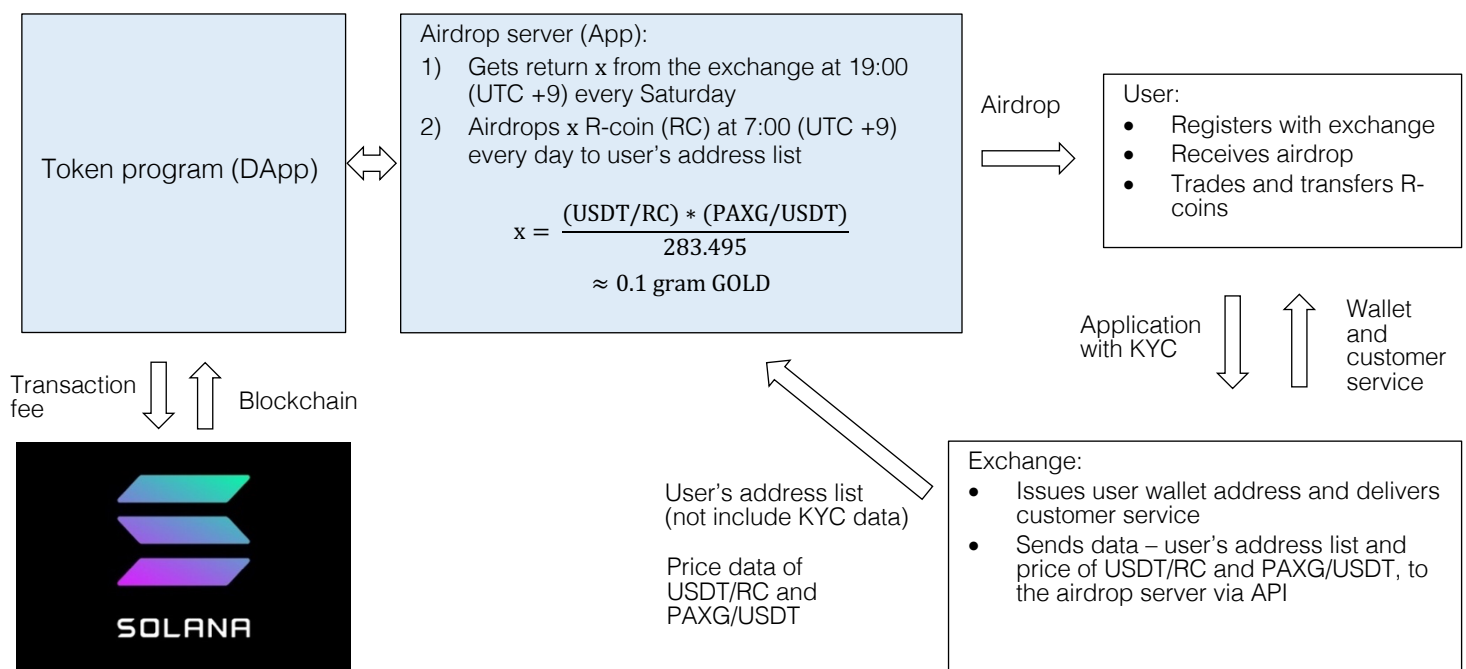 Token program (DApp)
Airdrop server (App):
1) Gets return x from the exchange at 19:00
(UTC +9) every Saturday
2) Airdrops x R-coin (RC) at 7:00 (UTC +9)
every day to user's address list
x = (USDT/RC) * (PAXG/USDT)
283.495
≈ 0.1 gram GOLD
Airdrop
User:
• Registers with exchange
• Receives airdrop
• Trades and transfers R-
coins
Transaction
fee
Blockchain
SOLANA
Application
with KYC
Wallet
and
customer
service
User's address list
(not include KYC data)
Price data of
USDT/RC and
PAXG/USDT
Exchange:
• Issues user wallet address and delivers
customer service
• Sends data – user's address list and
price of USDT/RC and PAXG/USDT, to
the airdrop server via API